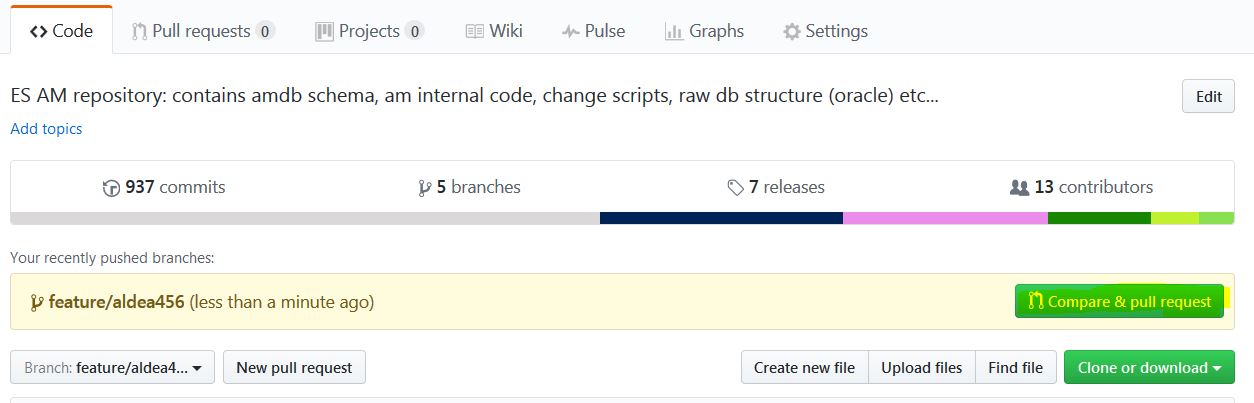 Code Pull requests 0 Projects 0 Wiki Pulse Graphs Settings
ES AM repository: contains amdb schema, am internal code, change scripts, raw db structure (oracle) etc... Edit
Add topics
937 commits 5 branches 7 releases 13 contributors
Your recently pushed branches:
feature/aldea456 (less than a minute ago) Compare & pull request
Branch: feature/aldea4... New pull request Create new file Upload files Find file Clone or download